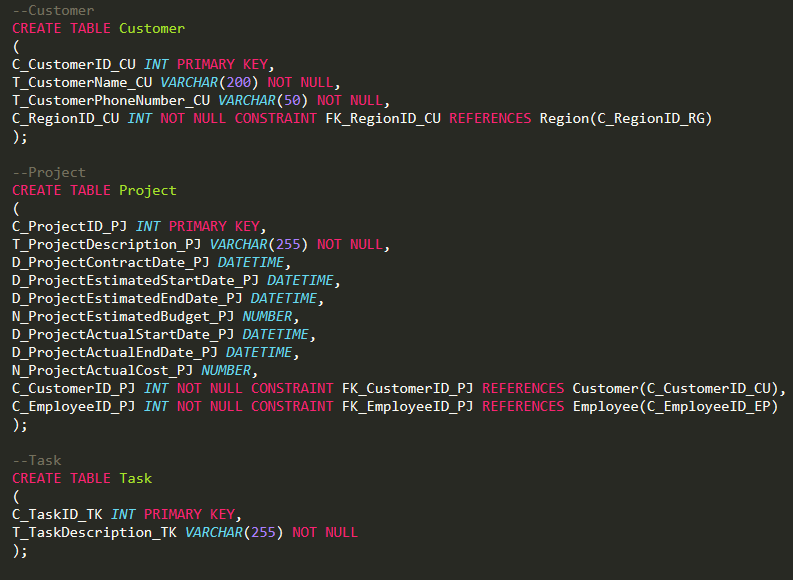 --Customer
CREATE TABLE Customer
(
C_CustomerID_CU INT PRIMARY KEY,
T_CustomerName_CU VARCHAR(200) NOT NULL,
T_CustomerPhoneNumber_CU VARCHAR(50) NOT NULL,
C_RegionID_CU INT NOT NULL CONSTRAINT FK_RegionID_CU REFERENCES Region(C_RegionID_RG)
);

--Project
CREATE TABLE Project
(
C_ProjectID_PJ INT PRIMARY KEY,
T_ProjectDescription_PJ VARCHAR(255) NOT NULL,
D_ProjectContractDate_PJ DATETIME,
D_ProjectEstimatedStartDate_PJ DATETIME,
D_ProjectEstimatedEndDate_PJ DATETIME,
N_ProjectEstimatedBudget_PJ NUMBER,
D_ProjectActualStartDate_PJ DATETIME,
D_ProjectActualEndDate_PJ DATETIME,
N_ProjectActualCost_PJ NUMBER,
C_CustomerID_PJ INT NOT NULL CONSTRAINT FK_CustomerID_PJ REFERENCES Customer(C_CustomerID_CU),
C_EmployeeID_PJ INT NOT NULL CONSTRAINT FK_EmployeeID_PJ REFERENCES Employee(C_EmployeeID_EP)
);

--Task
CREATE TABLE Task
(
C_TaskID_TK INT PRIMARY KEY,
T_TaskDescription_TK VARCHAR(255) NOT NULL
);